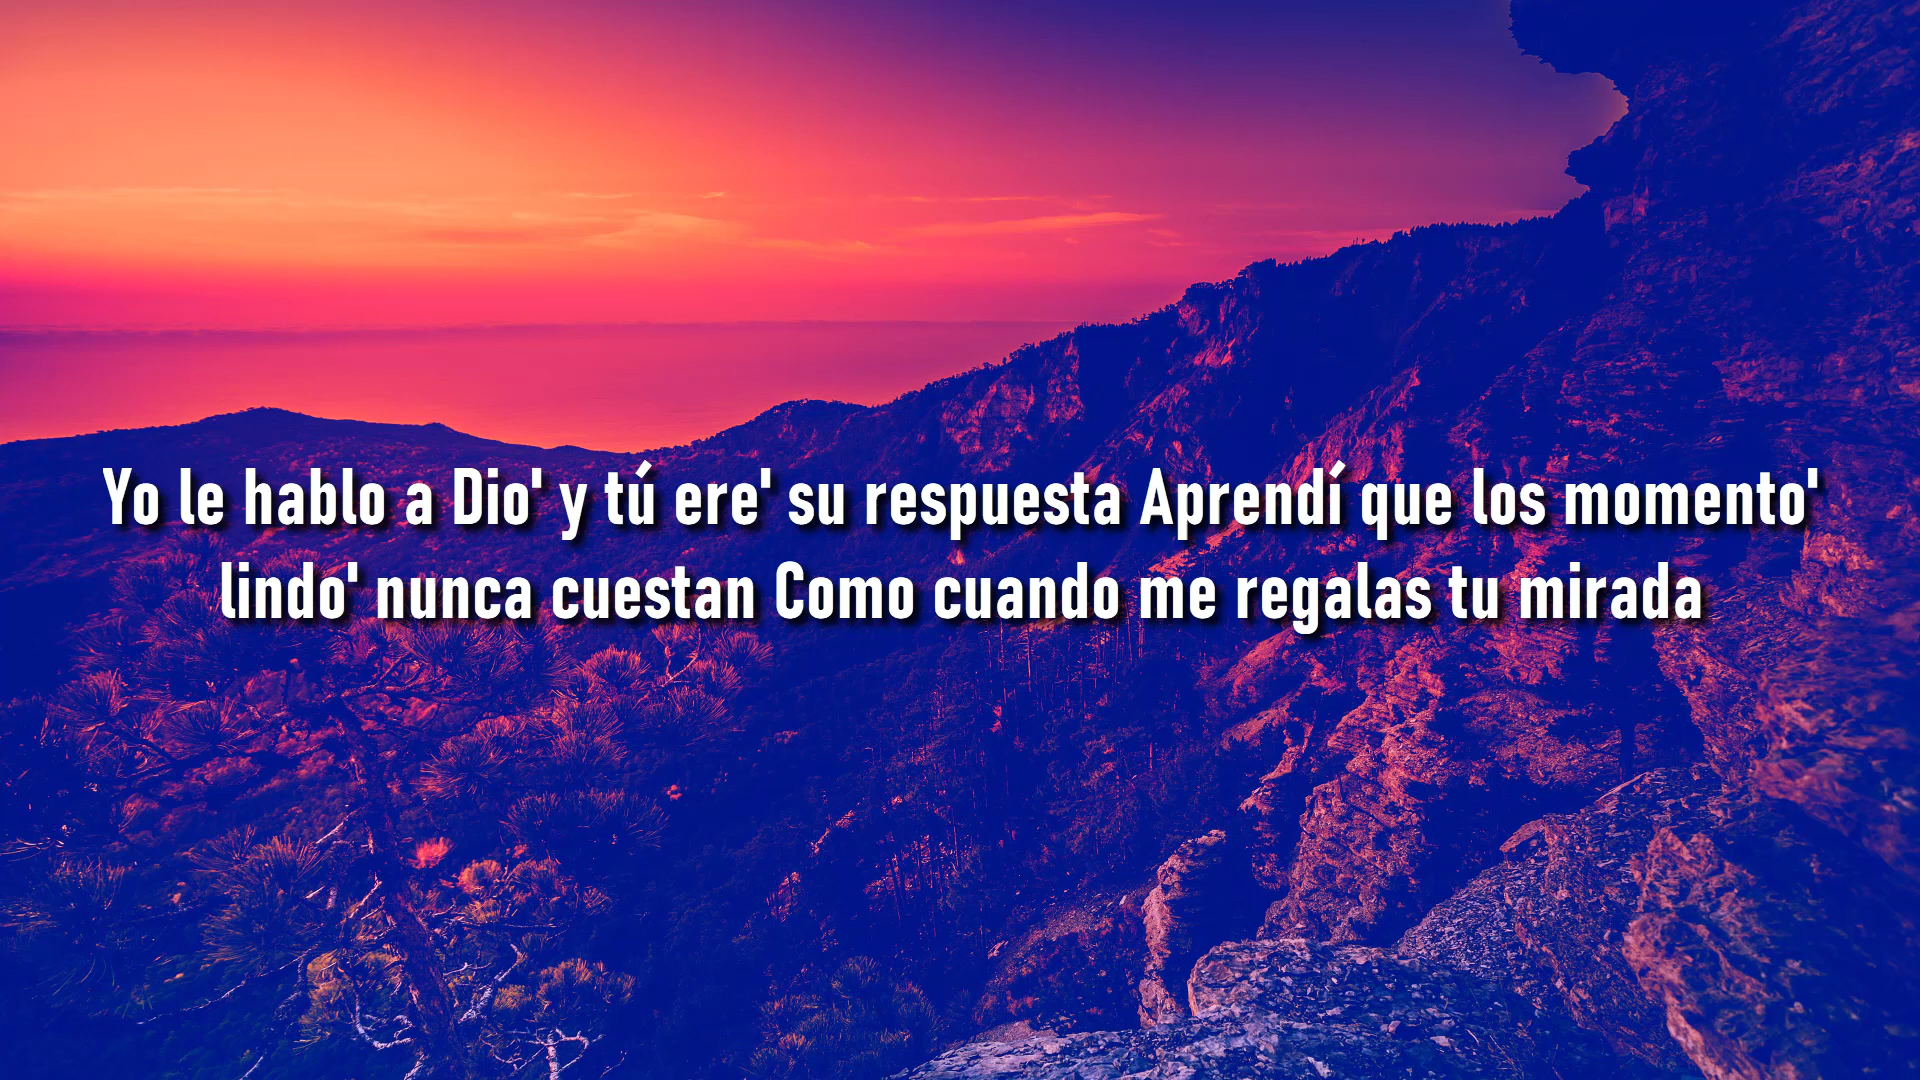 Yo le hablo a Dio' y tú ere' su respuesta Aprendí que los momento'
lindo' nunca cuestan Como cuando me regalas tu mirada